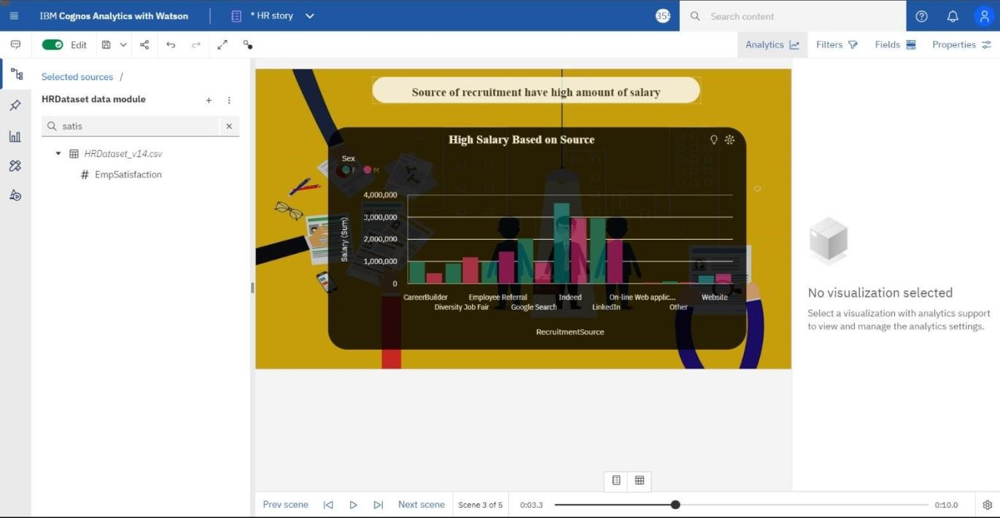 IBM Cognos Analytics with Watson
* HR story
355
Search content
Edit
Analytics
Filters
Fields
Properties
Selected sources /
HRDataset data module
satis
HRDataset_v14.csv
# EmpSatisfaction
Source of recruitment have high amount of salary
High Salary Based on Source
Sex
F M
4,000,000
3,000,000
2,000,000
1,000,000
0
Salary (Sum)
CareerBuilder
Diversity Job Fair
Employee Referral
Google Search
Indeed
LinkedIn
On-line Web applic...
Other
Website
RecruitmentSource
No visualization selected
Select a visualization with analytics support
to view and manage the analytics settings.
Prev scene
Next scene
Scene 3 of 5
0:03.3
0:10.0